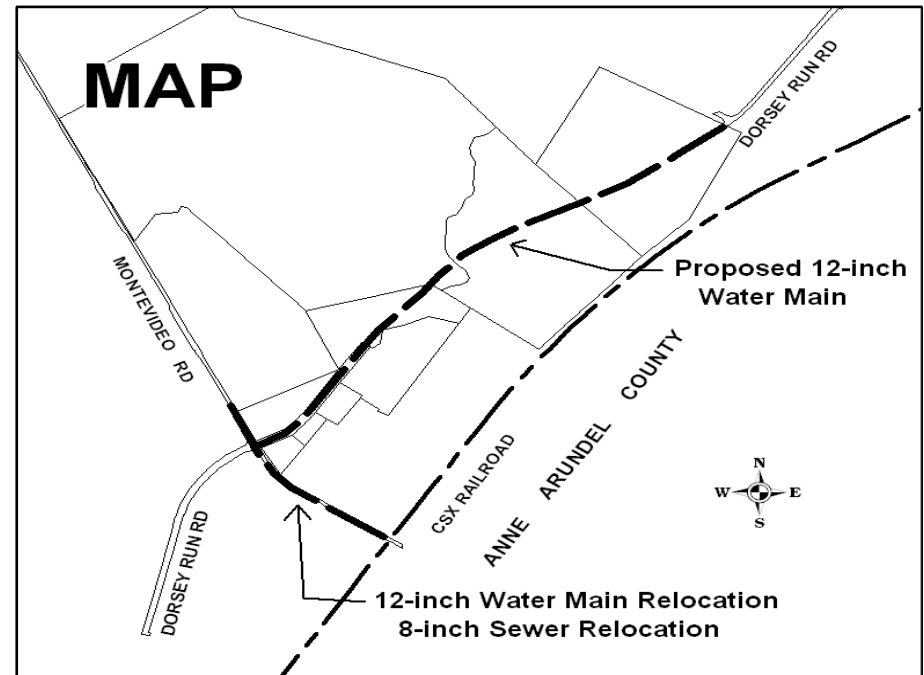 MAP
DORSEY RUN RD
MONTEVIDEO RD
Proposed 12-inch
Water Main
CSX RAILROAD
ANNE ARUNDEL COUNTY
N
W E
S
DORSEY RUN RD
12-inch Water Main Relocation
8-inch Sewer Relocation